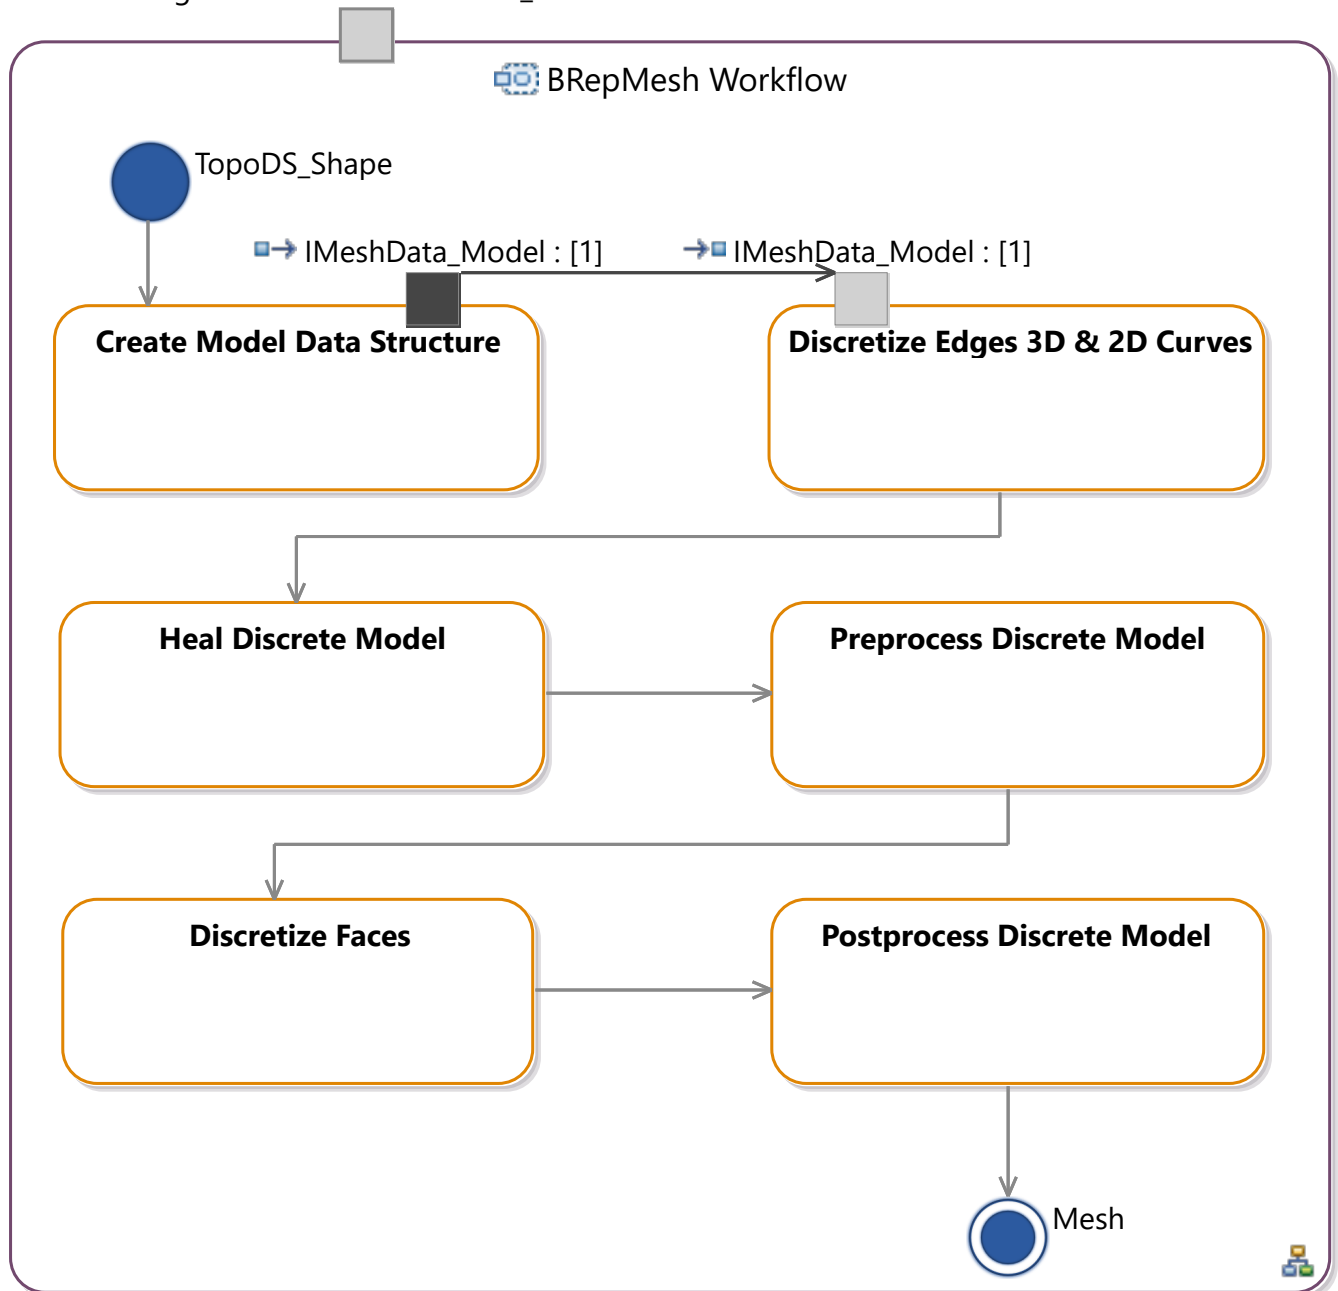 BRepMesh Workflow
TopoDS_Shape
IMeshData_Model : [1]
IMeshData_Model : [1]
Create Model Data Structure
Discretize Edges 3D & 2D Curves
Heal Discrete Model
Preprocess Discrete Model
Discretize Faces
Postprocess Discrete Model
Mesh